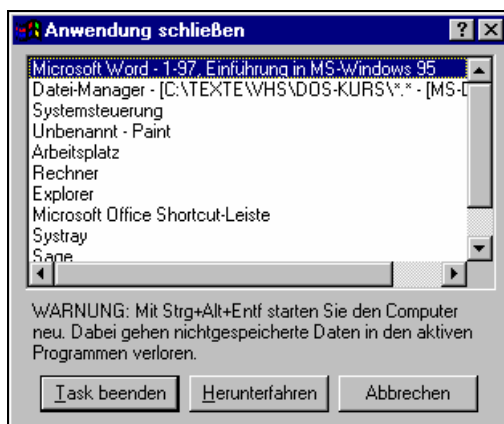 Anwendung schließen
Microsoft Word - 1-97, Einführung in MS-Windows 95
Datei-Manager - [C:\TEXTE\VHS\DOS-KURS\*.* - [MS-D
Systemsteuerung
Unbenannt - Paint
Arbeitsplatz
Rechner
Explorer
Microsoft Office Shortcut-Leiste
Systray
Sage
WARNUNG: Mit Strg+Alt+Entf starten Sie den Computer
neu. Dabei gehen nichtgespeicherte Daten in den aktiven
Programmen verloren.
Task beenden Herunterfahren Abbrechen